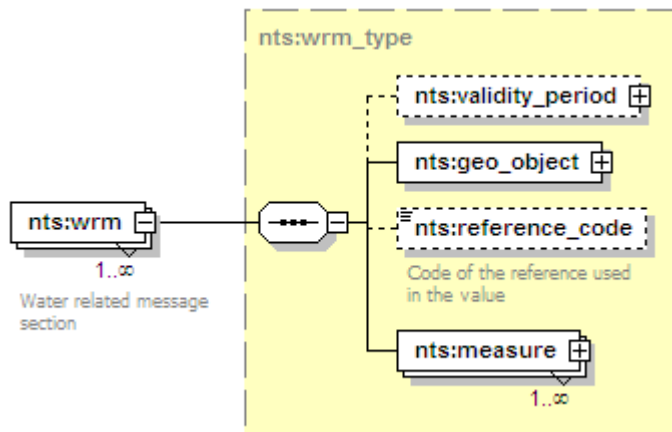 nts:wrm_type
nts:validity_period
nts:geo_object
nts:wrm
nts:reference_code
1..∞
Water related message
section
Code of the reference used
in the value
nts:measure
1..∞